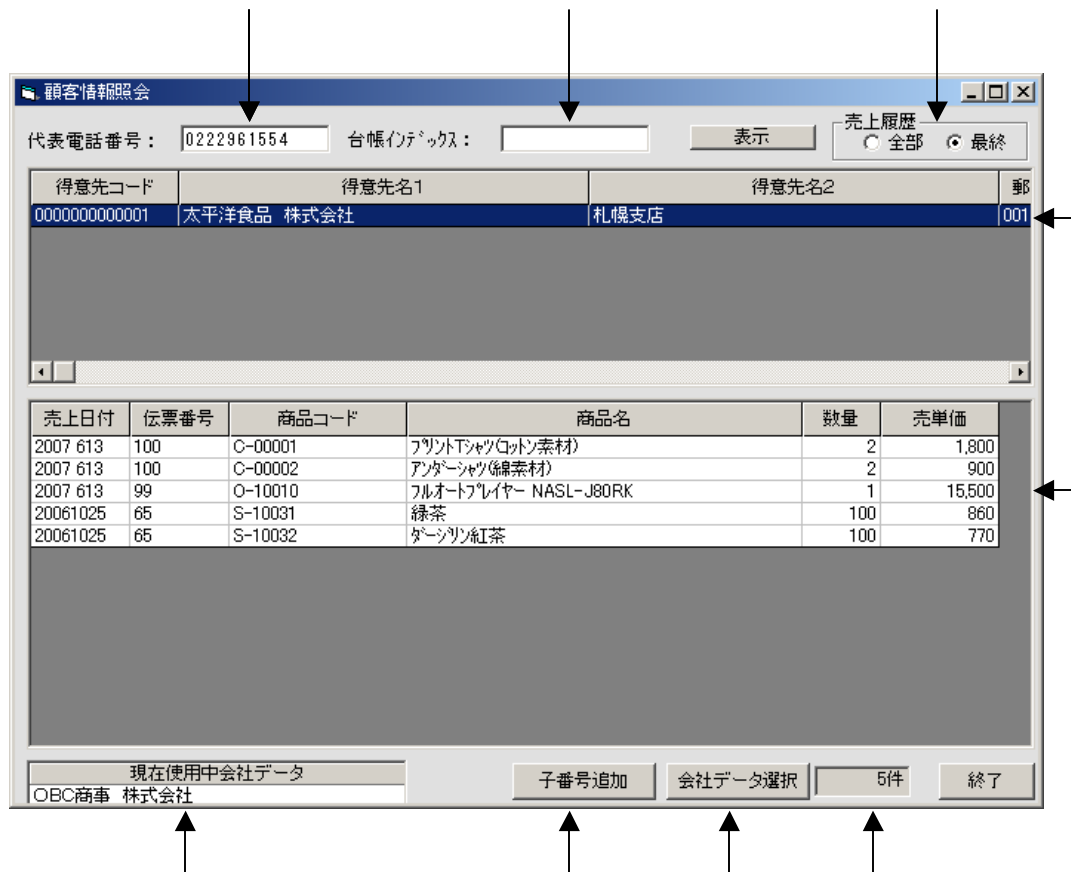 顧客情報照会
代表電話番号： 0222961554 台帳ｲﾝﾃﾞｯｸｽ： 表示 売上履歴 全部 最終
得意先コード 得意先名1 得意先名2 郵
0000000000001 太平洋食品 株式会社 札幌支店 001
売上日付 伝票番号 商品コード 商品名 数量 売単価
2007 613 100 C-00001 ﾌﾟﾘﾝﾄTｼｬﾂ(ｺｯﾄﾝ素材) 2 1,800
2007 613 100 C-00002 ｱﾝﾀﾞｰｼｬﾂ(綿素材) 2 900
2007 613 99 O-10010 ﾌﾙｵｰﾄﾌﾟﾚｲﾔｰ NASL-J80RK 1 15,500
20061025 65 S-10031 緑茶 100 860
20061025 65 S-10032 ﾀﾞｰｼﾞﾘﾝ紅茶 100 770
現在使用中会社データ 子番号追加 会社データ選択 5件 終了
OBC商事 株式会社